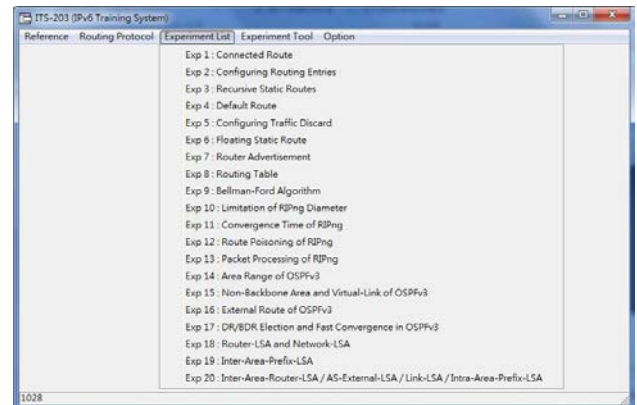 ITS-203 (IPv6 Training System)
Reference Routing Protocol Experiment List Experiment Tool Option
Exp 1 : Connected Route
Exp 2 : Configuring Routing Entries
Exp 3 : Recursive Static Routes
Exp 4 : Default Route
Exp 5 : Configuring Traffic Discard
Exp 6 : Floating Static Route
Exp 7 : Router Advertisement
Exp 8 : Routing Table
Exp 9 : Bellman-Ford Algorithm
Exp 10 : Limitation of RIPng Diameter
Exp 11 : Convergence Time of RIPng
Exp 12 : Route Poisoning of RIPng
Exp 13 : Packet Processing of RIPng
Exp 14 : Area Range of OSPFv3
Exp 15 : Non-Backbone Area and Virtual-Link of OSPFv3
Exp 16 : External Route of OSPFv3
Exp 17 : DR/BDR Election and Fast Convergence in OSPFv3
Exp 18 : Router-LSA and Network-LSA
Exp 19 : Inter-Area-Prefix-LSA
Exp 20 : Inter-Area-Router-LSA / AS-External-LSA / Link-LSA / Intra-Area-Prefix-LSA
1028